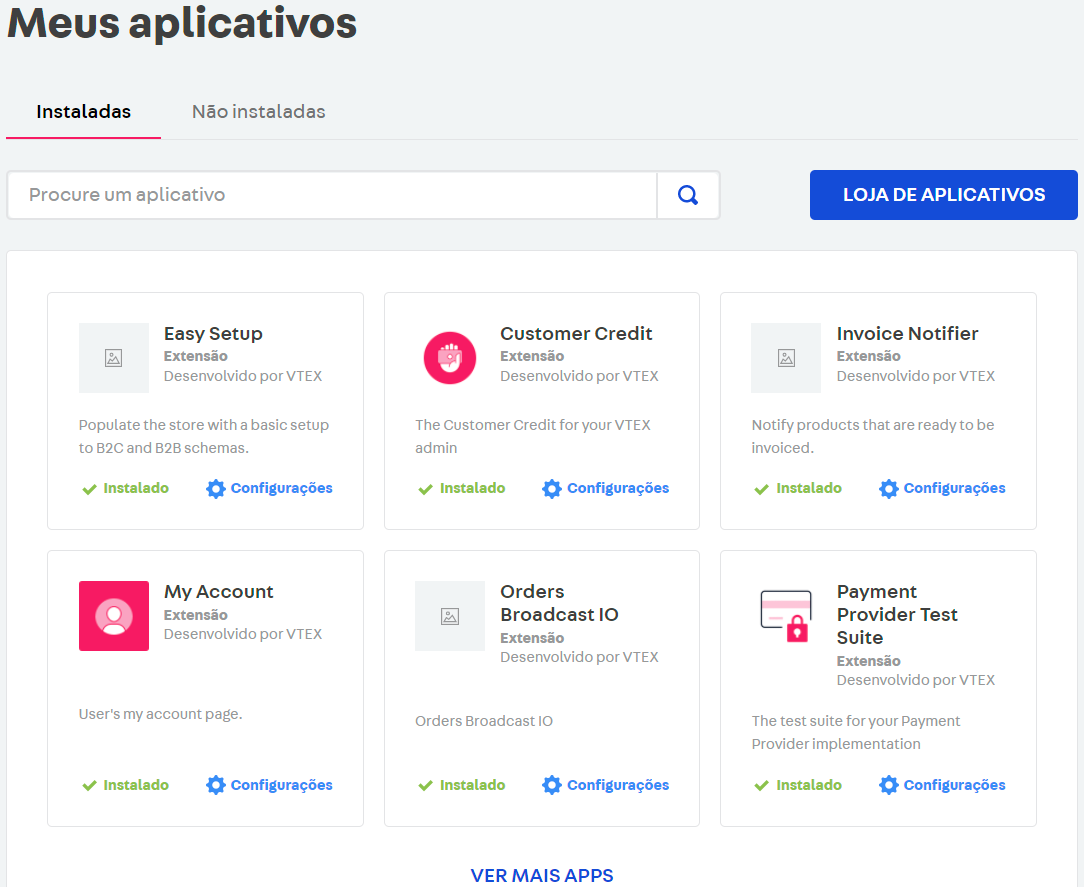 Meus aplicativos
Instaladas
Não instaladas
Procure um aplicativo
LOJA DE APLICATIVOS
Easy Setup
Extensão
Desenvolvido por VTEX
Populate the store with a basic setup
to B2C and B2B schemas.
Instalado
Configurações
Customer Credit
Extensão
Desenvolvido por VTEX
The Customer Credit for your VTEX
admin
Instalado
Configurações
Invoice Notifier
Extensão
Desenvolvido por VTEX
Notify products that are ready to be
invoiced.
Instalado
Configurações
My Account
Extensão
Desenvolvido por VTEX
User's my account page.
Instalado
Configurações
Orders
Broadcast IO
Extensão
Desenvolvido por VTEX
Orders Broadcast IO
Instalado
Configurações
Payment
Provider Test
Suite
Extensão
Desenvolvido por VTEX
The test suite for your Payment
Provider implementation
Instalado
Configurações
VER MAIS APPS